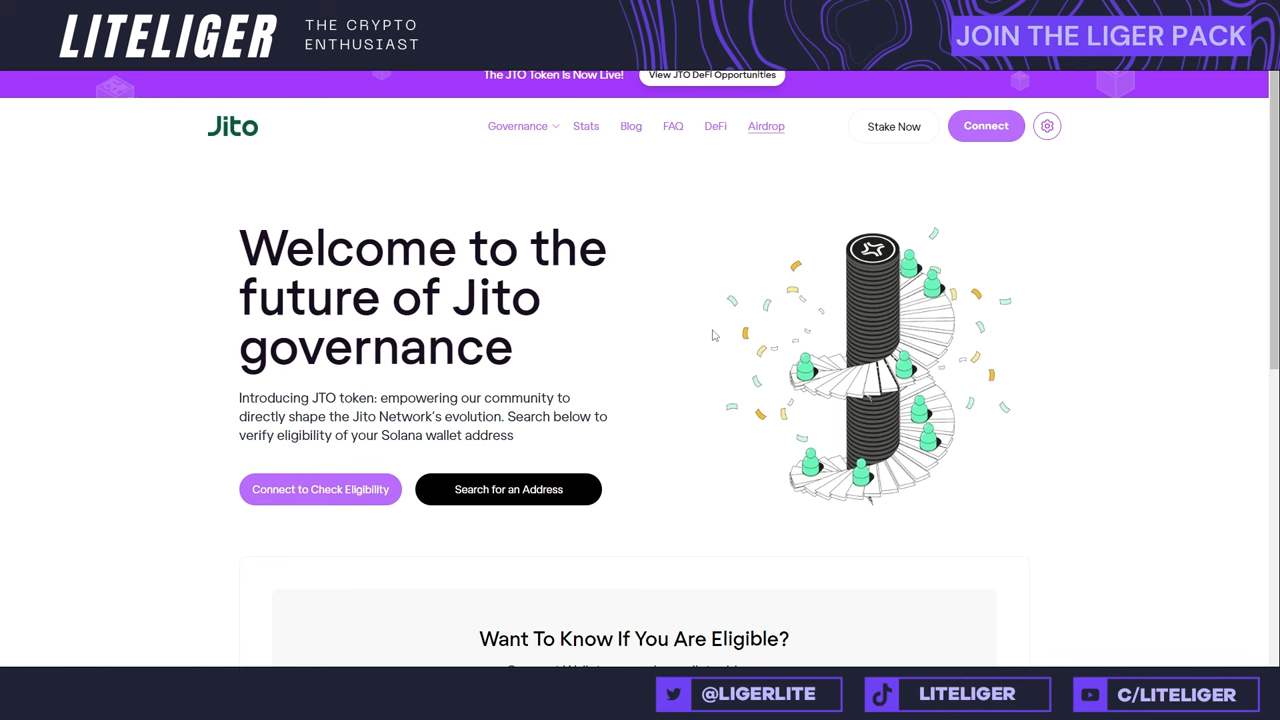 LITELIGER
THE CRYPTO
ENTHUSIAST
JOIN THE LIGER PACK
The JTO Token Is Now Live!
View JTO DeFi Opportunities
Jito
Governance
Stats
Blog
FAQ
DeFi
Airdrop
Stake Now
Connect
Welcome to the
future of Jito
governance
Introducing JTO token: empowering our community to
directly shape the Jito Network's evolution. Search below to
verify eligibility of your Solana wallet address
Connect to Check Eligibility
Search for an Address
Want To Know If You Are Eligible?
@LIGERLITE
LITELIGER
C/LITELIGER